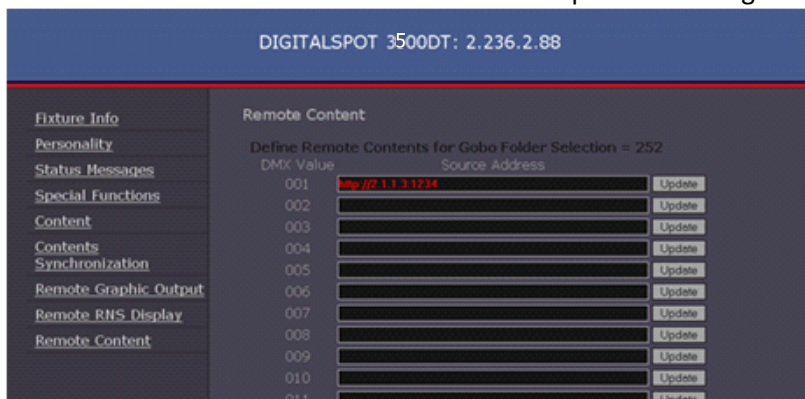 DIGITALSPOT 3500DT: 2.236.2.88
Fixture Info
Personality
Status Messages
Special Functions
Content
Contents
Synchronization
Remote Graphic Output
Remote RNS Display
Remote Content
Remote Content
Define Remote Contents for Gobo Folder Selection = 252
DMX Value Source Address
001 http://2.1.1.3:1234 Update
002 Update
003 Update
004 Update
005 Update
006 Update
007 Update
008 Update
009 Update
010 Update
011 Update